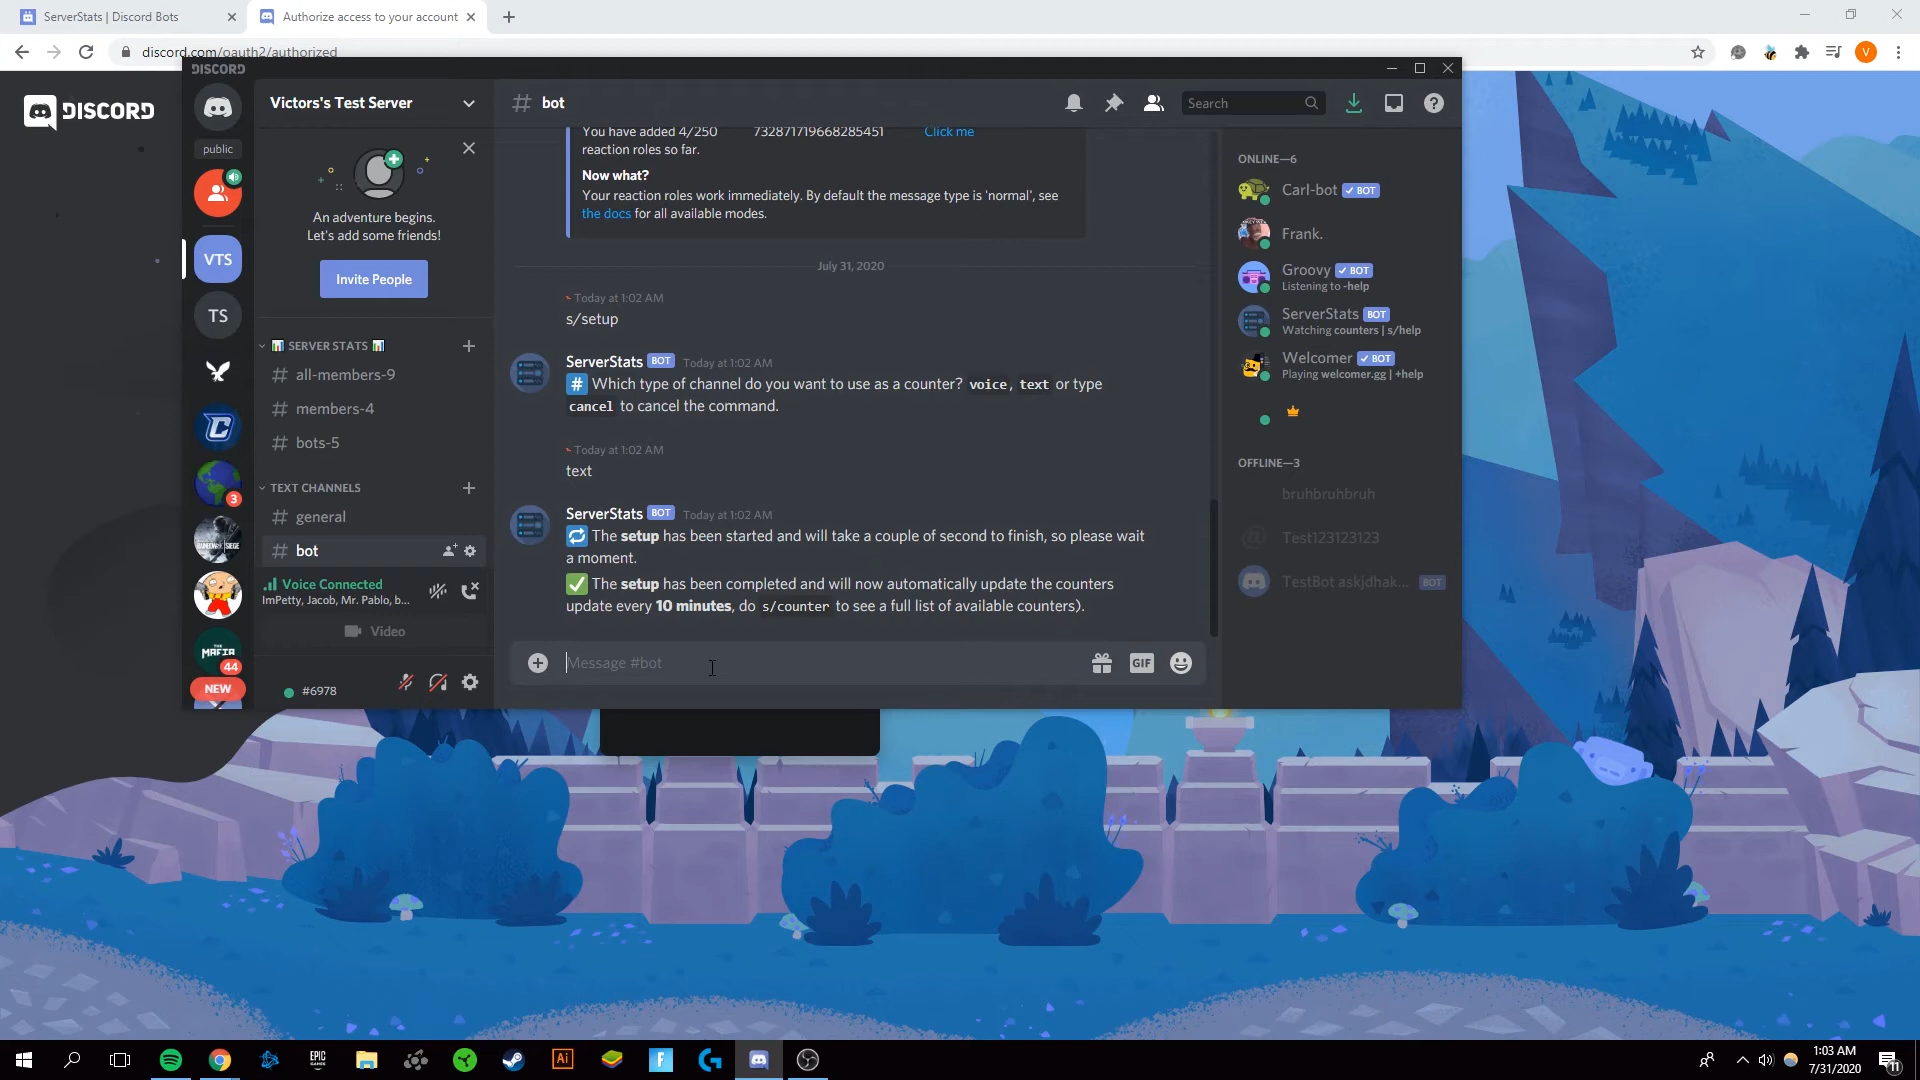 ServerStats | Discord Bots
Authorize access to your account
discord.com/oauth2/authorized
V
DISCORD
DISCORD
public
VTS
TS
3
44
NEW
Victors's Test Server
An adventure begins.
Let's add some friends!
Invite People
SERVER STATS
all-members-9
members-4
bots-5
TEXT CHANNELS
general
bot
Voice Connected
ImPetty, Jacob, Mr. Pablo, b...
Video
#6978
# bot
Search
You have added 4/250 732871719668285451 Click me
reaction roles so far.
Now what?
Your reaction roles work immediately. By default the message type is 'normal', see
the docs for all available modes.
July 31, 2020
Today at 1:02 AM
s/setup
ServerStats BOT Today at 1:02 AM
# Which type of channel do you want to use as a counter? voice, text or type
cancel to cancel the command.
Today at 1:02 AM
text
ServerStats BOT Today at 1:02 AM
The setup has been started and will take a couple of second to finish, so please wait
a moment.
The setup has been completed and will now automatically update the counters
update every 10 minutes, do s/counter to see a full list of available counters).
Message #bot
GIF
ONLINE—6
Carl-bot BOT
Frank.
Groovy BOT
Listening to -help
ServerStats BOT
Watching counters | s/help
Welcomer BOT
Playing welcomer.gg | +help
OFFLINE—3
bruhbruhbruh
Test123123123
TestBot askjdhak... BOT
EPIC
GAMES
Ai
1:03 AM
7/31/2020
11